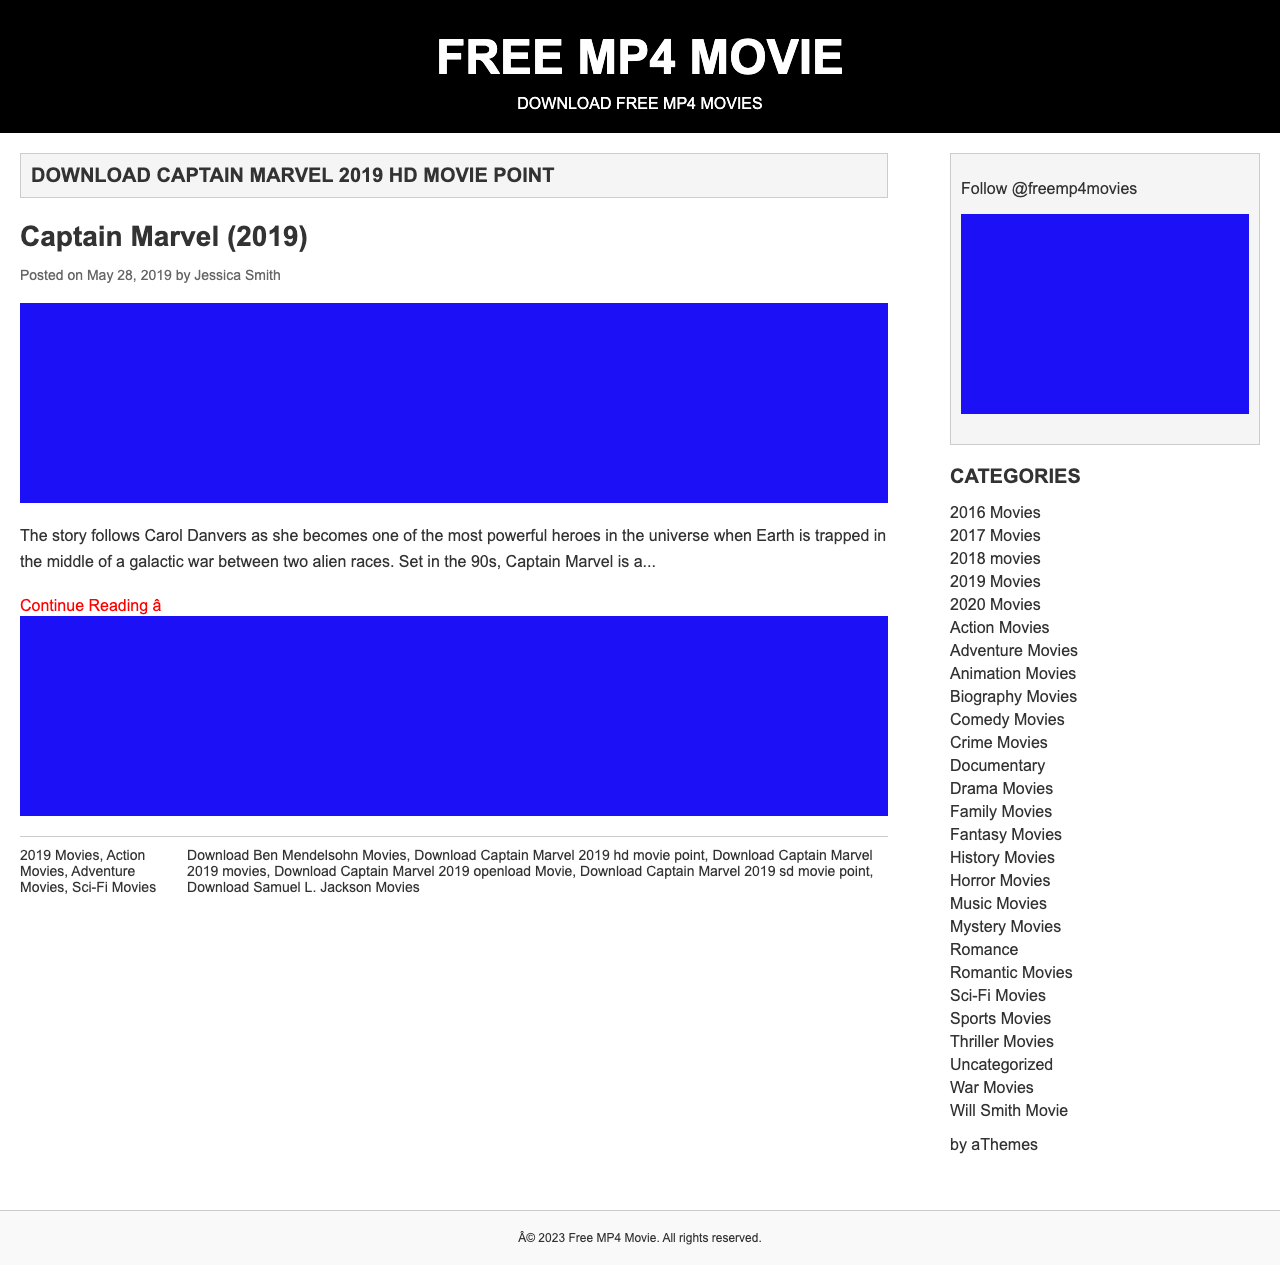 FREE MP4 MOVIE
DOWNLOAD FREE MP4 MOVIES
DOWNLOAD CAPTAIN MARVEL 2019 HD MOVIE POINT
Captain Marvel (2019)
Posted on May 28, 2019 by Jessica Smith
The story follows Carol Danvers as she becomes one of the most powerful heroes in the universe when Earth is trapped in
the middle of a galactic war between two alien races. Set in the 90s, Captain Marvel is a...
Continue Reading â
2019 Movies, Action
Movies, Adventure
Movies, Sci-Fi Movies
Download Ben Mendelsohn Movies, Download Captain Marvel 2019 hd movie point, Download Captain Marvel
2019 movies, Download Captain Marvel 2019 openload Movie, Download Captain Marvel 2019 sd movie point,
Download Samuel L. Jackson Movies
Follow @freemp4movies
CATEGORIES
2016 Movies
2017 Movies
2018 movies
2019 Movies
2020 Movies
Action Movies
Adventure Movies
Animation Movies
Biography Movies
Comedy Movies
Crime Movies
Documentary
Drama Movies
Family Movies
Fantasy Movies
History Movies
Horror Movies
Music Movies
Mystery Movies
Romance
Romantic Movies
Sci-Fi Movies
Sports Movies
Thriller Movies
Uncategorized
War Movies
Will Smith Movie
by aThemes
Â© 2023 Free MP4 Movie. All rights reserved.